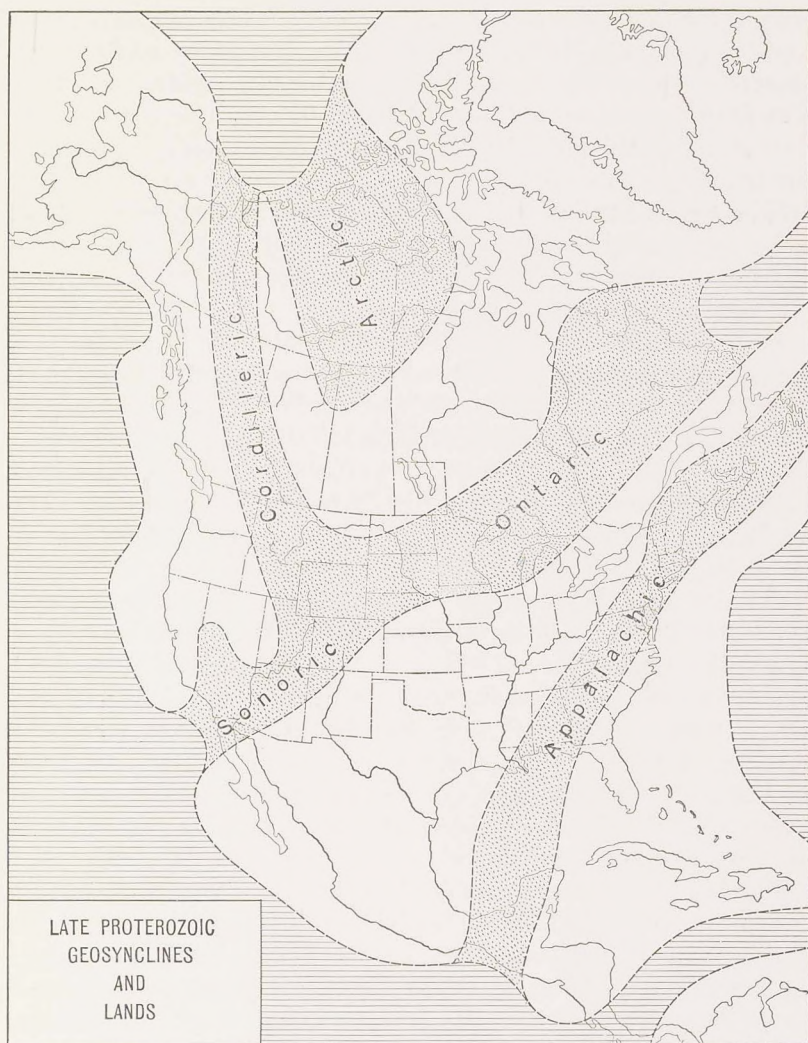 Arctic
Cordilleric
Ontaric
Sonoric
Appalachic
LATE PROTEROZOIC
GEOSYNCLINES
AND
LANDS